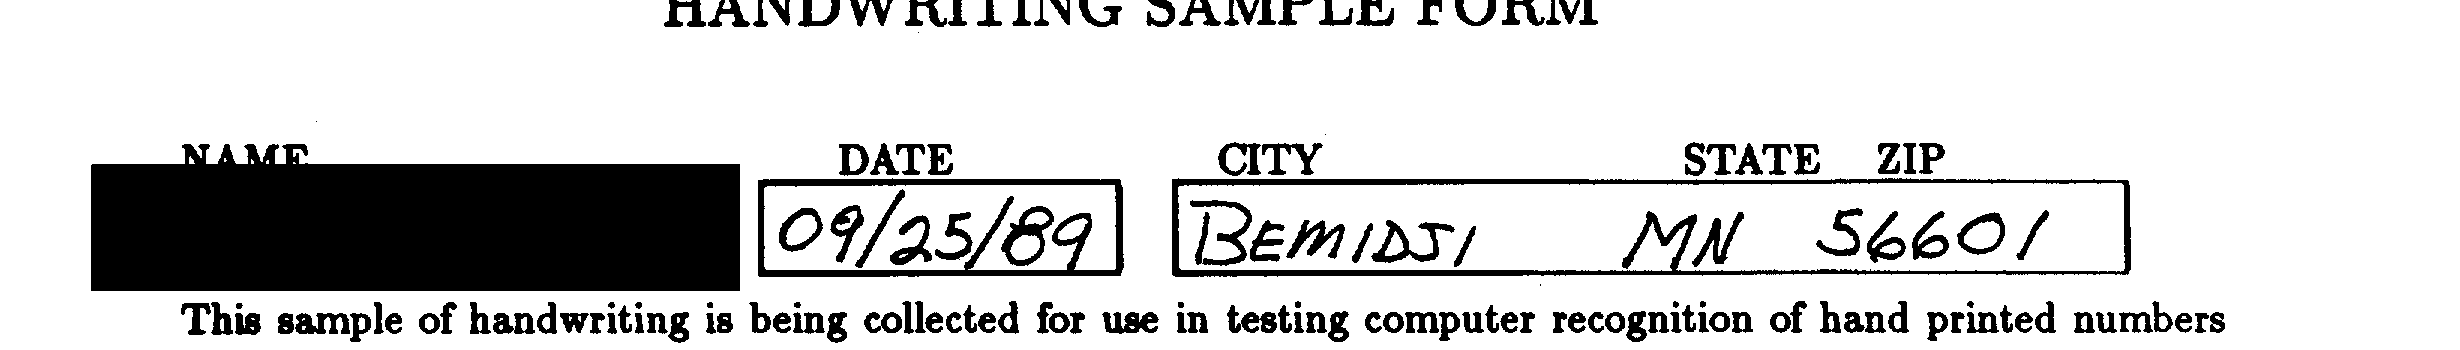 HANDWRITING SAMPLE FORM
NAME DATE CITY STATE ZIP
09/25/89 BEMIDJI MN 56601
This sample of handwriting is being collected for use in testing computer recognition of hand printed numbers